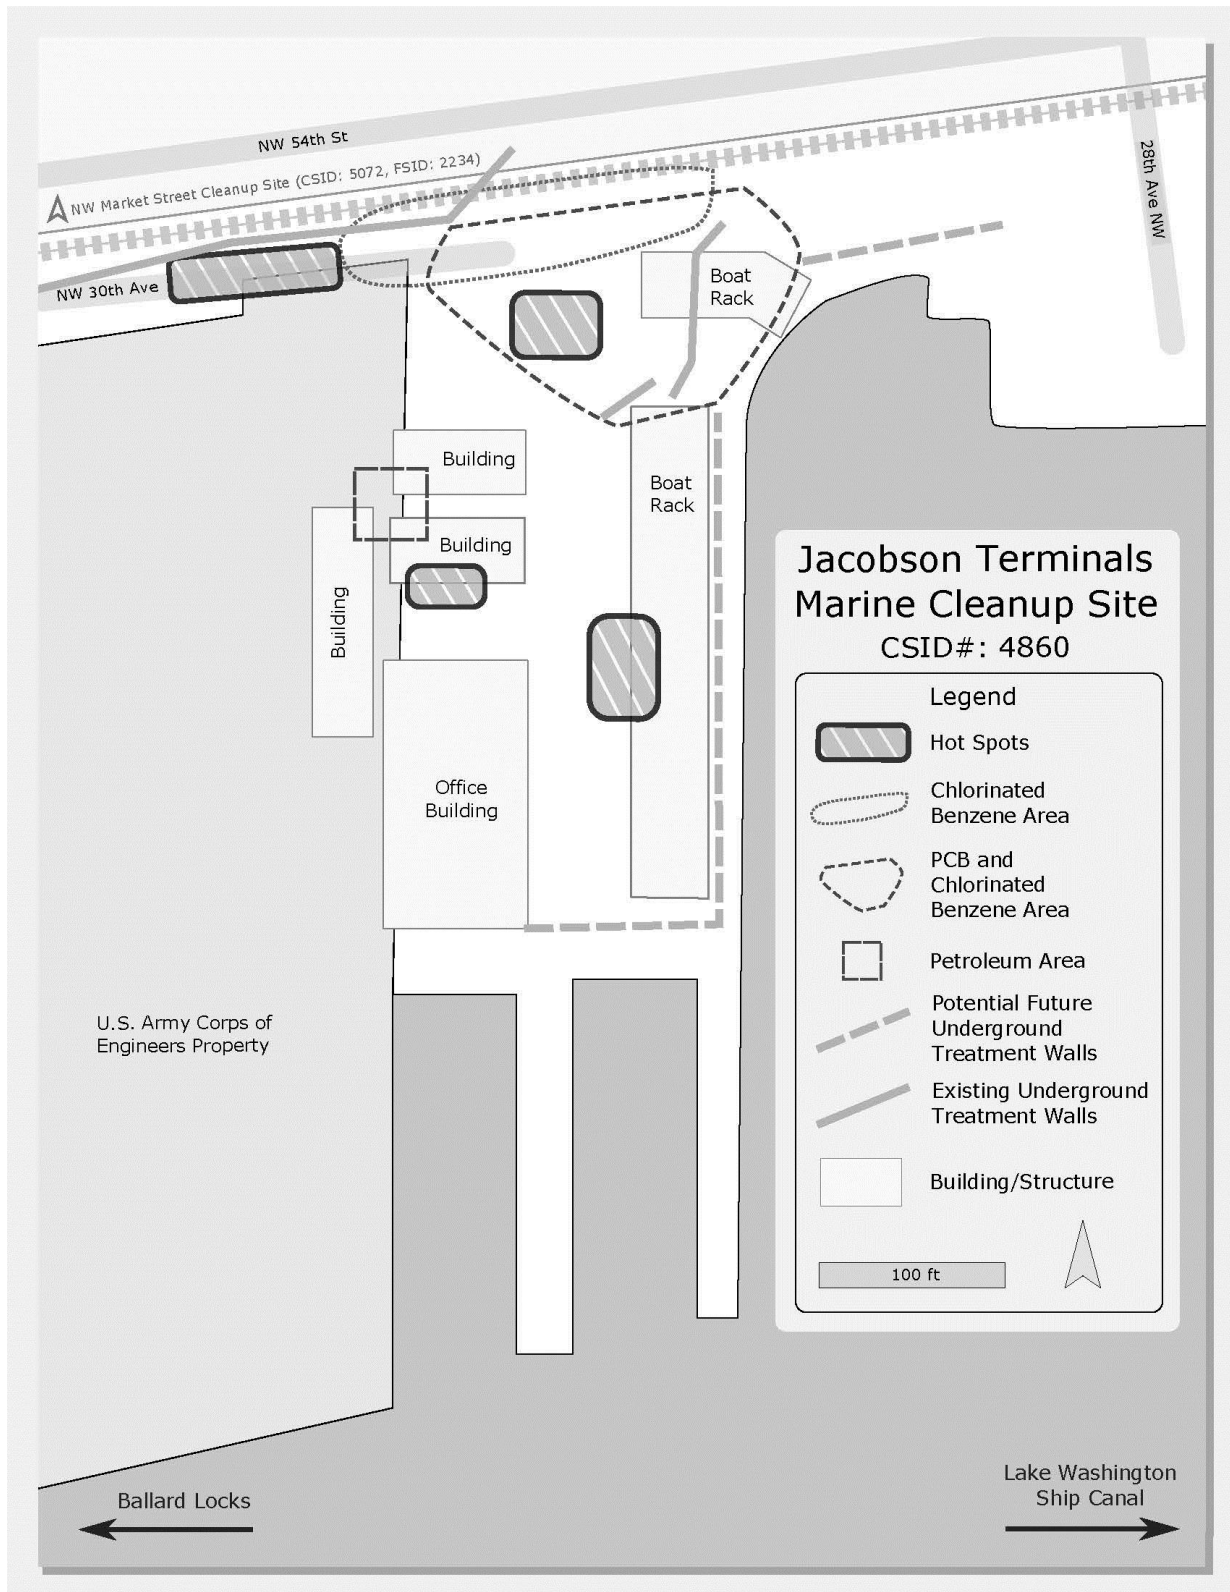 NW 54th St
NW Market Street Cleanup Site (CSID: 5072, FSID: 2234)
28th Ave NW
NW 30th Ave
Boat
Rack
Building
Boat
Rack
Building
Building
Office
Building
U.S. Army Corps of
Engineers Property
Jacobson Terminals
Marine Cleanup Site
CSID#: 4860
Legend
Hot Spots
Chlorinated
Benzene Area
PCB and
Chlorinated
Benzene Area
Petroleum Area
Potential Future
Underground
Treatment Walls
Existing Underground
Treatment Walls
Building/Structure
100 ft
Ballard Locks
Lake Washington
Ship Canal